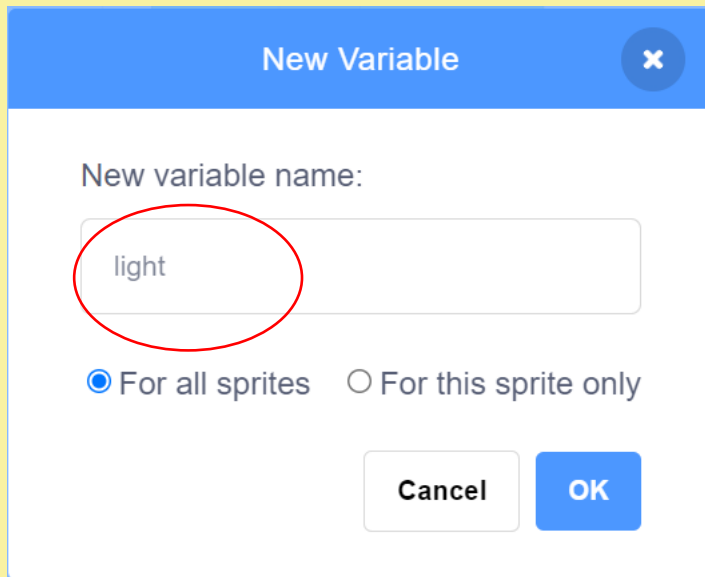 New Variable
New variable name:
light
For all sprites For this sprite only
Cancel OK